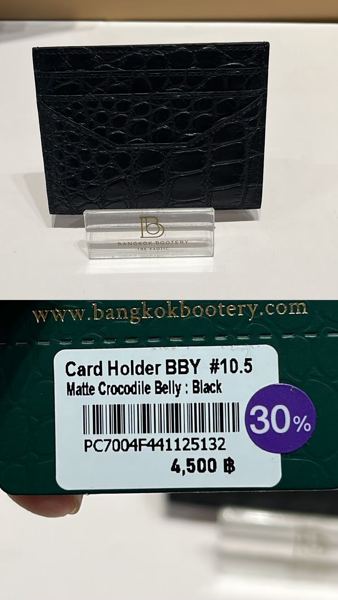 B
BANGKOK BOOTERY
www.bangkokbootery.com
Card Holder BBY #10.5
Matte Crocodile Belly : Black
30%
PC7004F441125132
4,500 ฿